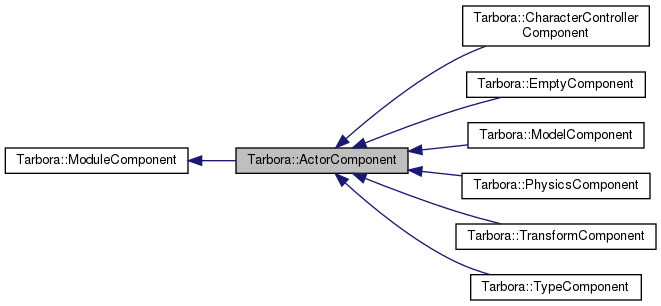 Tarbora::CharacterController
Component
Tarbora::EmptyComponent
Tarbora::ModelComponent
Tarbora::ModuleComponent
Tarbora::ActorComponent
Tarbora::PhysicsComponent
Tarbora::TransformComponent
Tarbora::TypeComponent